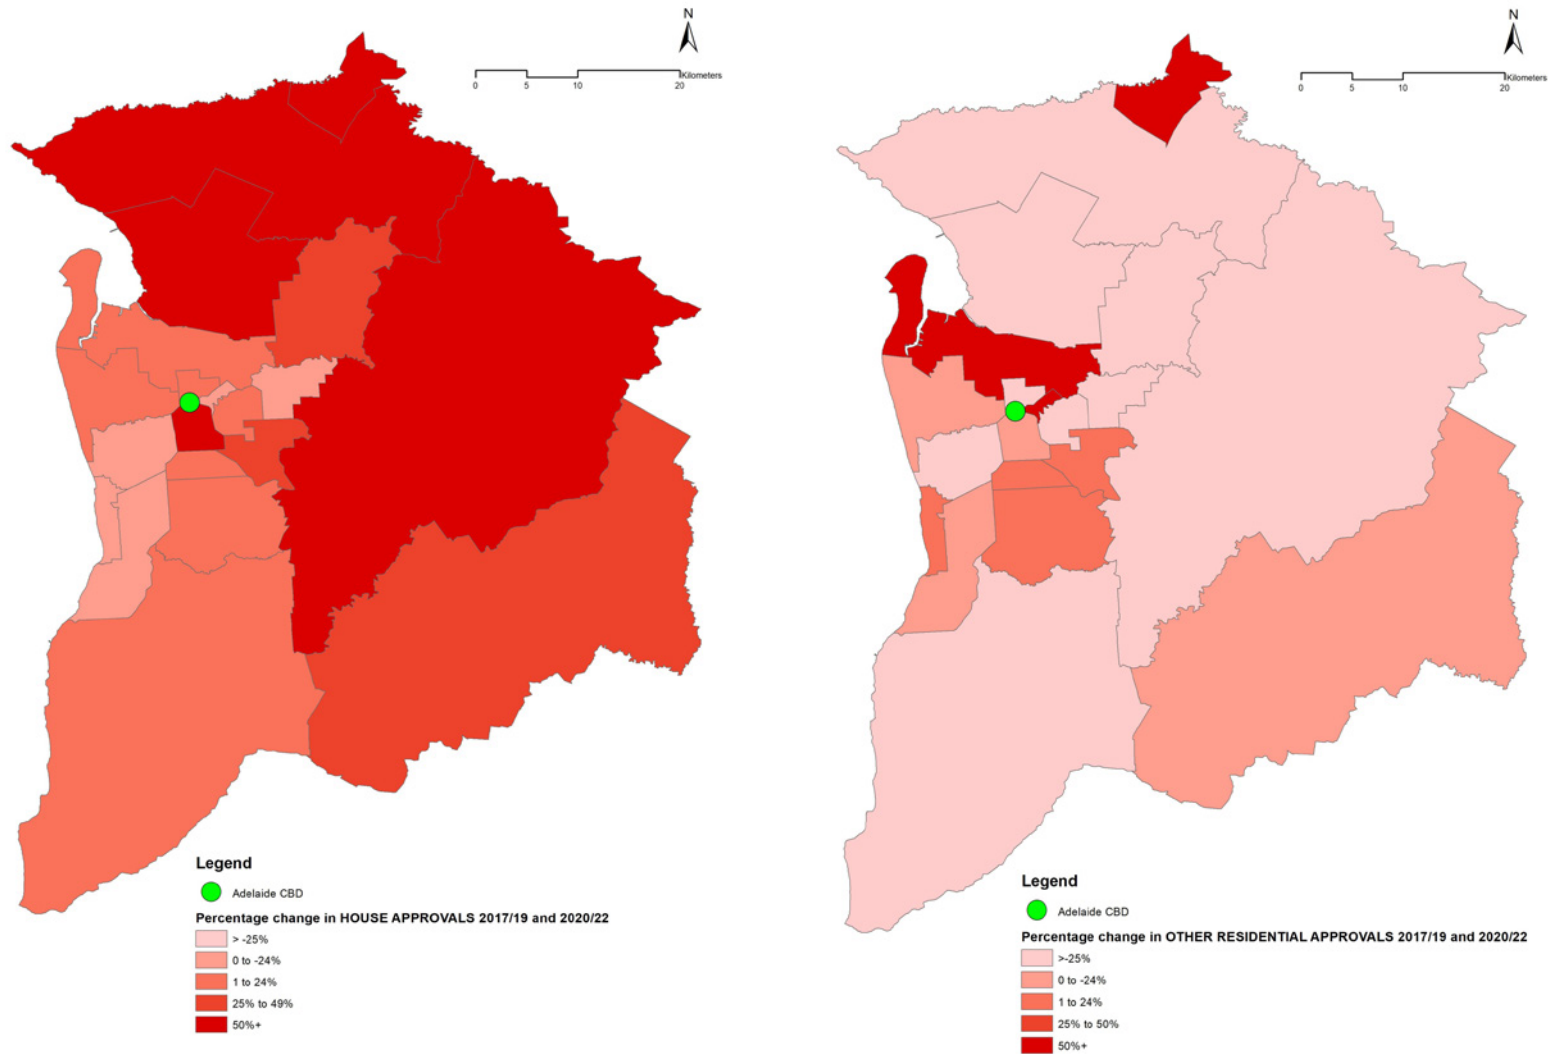 N
Kilometers
0 5 10 20
Legend
Adelaide CBD
Percentage change in HOUSE APPROVALS 2017/19 and 2020/22
> -25%
0 to -24%
1 to 24%
25% to 49%
50%+
N
Kilometers
0 5 10 20
Legend
Adelaide CBD
Percentage change in OTHER RESIDENTIAL APPROVALS 2017/19 and 2020/22
>-25%
0 to -24%
1 to 24%
25% to 50%
50%+